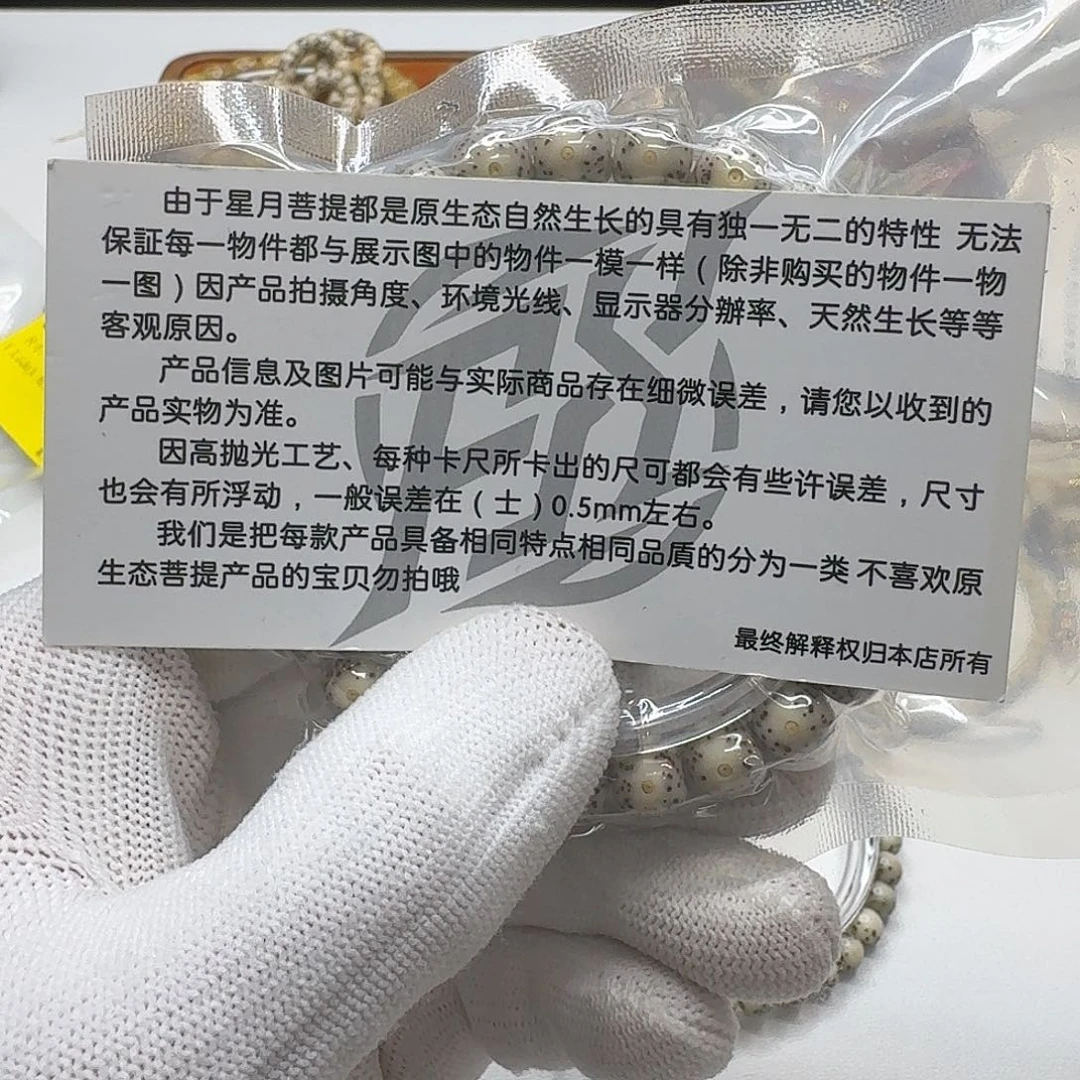 由于星月菩提都是原生态自然生长的具有独一无二的特性 无法
保証每一物件都与展示图中的物件一模一样（除非购买的物件一物
一图）因产品拍摄角度、环境光线、显示器分辦率、天然生长等等
客观原因。
产品信息及图片可能与实际商品存在细微误差，请您以收到的
产品实物为准。
因高抛光工艺、每种卡尺所卡出的尺可都会有些许误差，尺寸
也会有所浮动，一般误差在（士）0.5mm左右。
我们是把每款产品具备相同特点相同品質的分为一类 不喜欢原
生态菩提产品的宝贝勿拍哦
最终解释权归本店所有